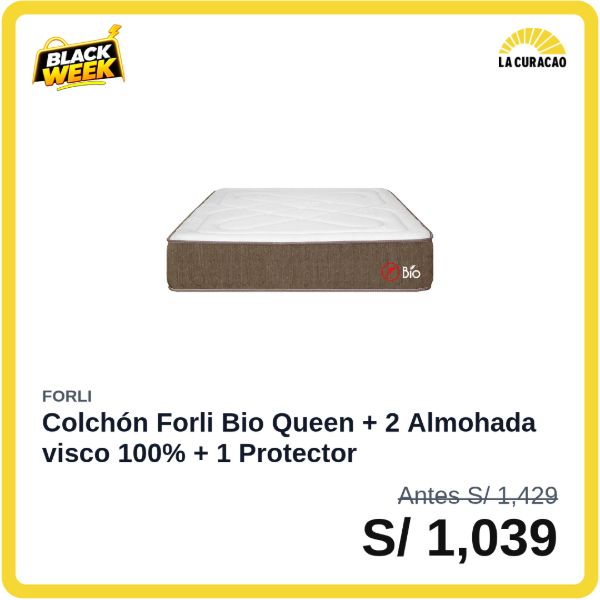 BLACK
WEEK
LA CURACAO
Bio
FORLI
Colchón Forli Bio Queen + 2 Almohada
visco 100% + 1 Protector
Antes S/ 1,429
S/ 1,039